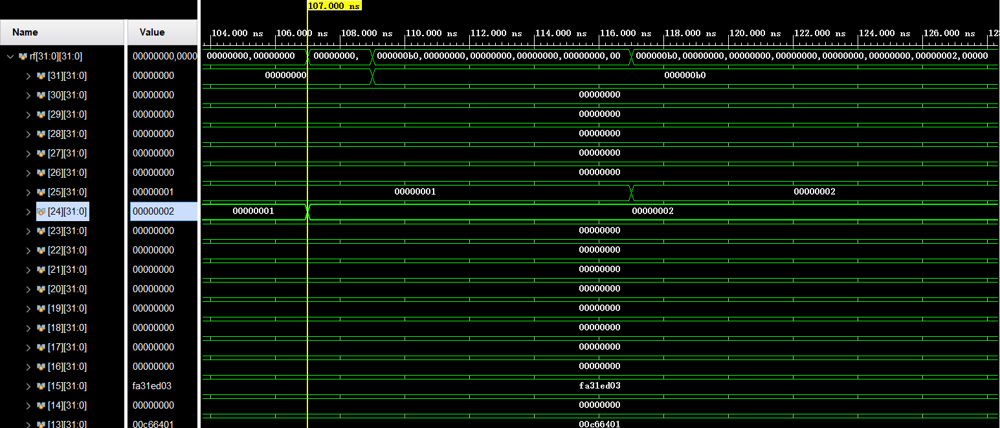 107.000 ns
Name Value 104.000 ns 106.000 ns 108.000 ns 110.000 ns 112.000 ns 114.000 ns 116.000 ns 118.000 ns 120.000 ns 122.000 ns 124.000 ns 126.000 ns
rf[31:0][31:0] 00000000,0000 00000000,00000000 00000000, 000000b0,00000000,00000000,00000000,00000000,00 000000b0,00000000,00000000,00000000,00000000,00000000,00000002,00000
[31][31:0] 00000000 00000000 000000b0
[30][31:0] 00000000 00000000
[29][31:0] 00000000 00000000
[28][31:0] 00000000 00000000
[27][31:0] 00000000 00000000
[26][31:0] 00000000 00000000
[25][31:0] 00000001 00000001 00000002
[24][31:0] 00000002 00000001 00000002
[23][31:0] 00000000 00000000
[22][31:0] 00000000 00000000
[21][31:0] 00000000 00000000
[20][31:0] 00000000 00000000
[19][31:0] 00000000 00000000
[18][31:0] 00000000 00000000
[17][31:0] 00000000 00000000
[16][31:0] 00000000 00000000
[15][31:0] fa31ed03 fa31ed03
[14][31:0] 00000000 00000000
[13][31:0] 00c66401 00c66401